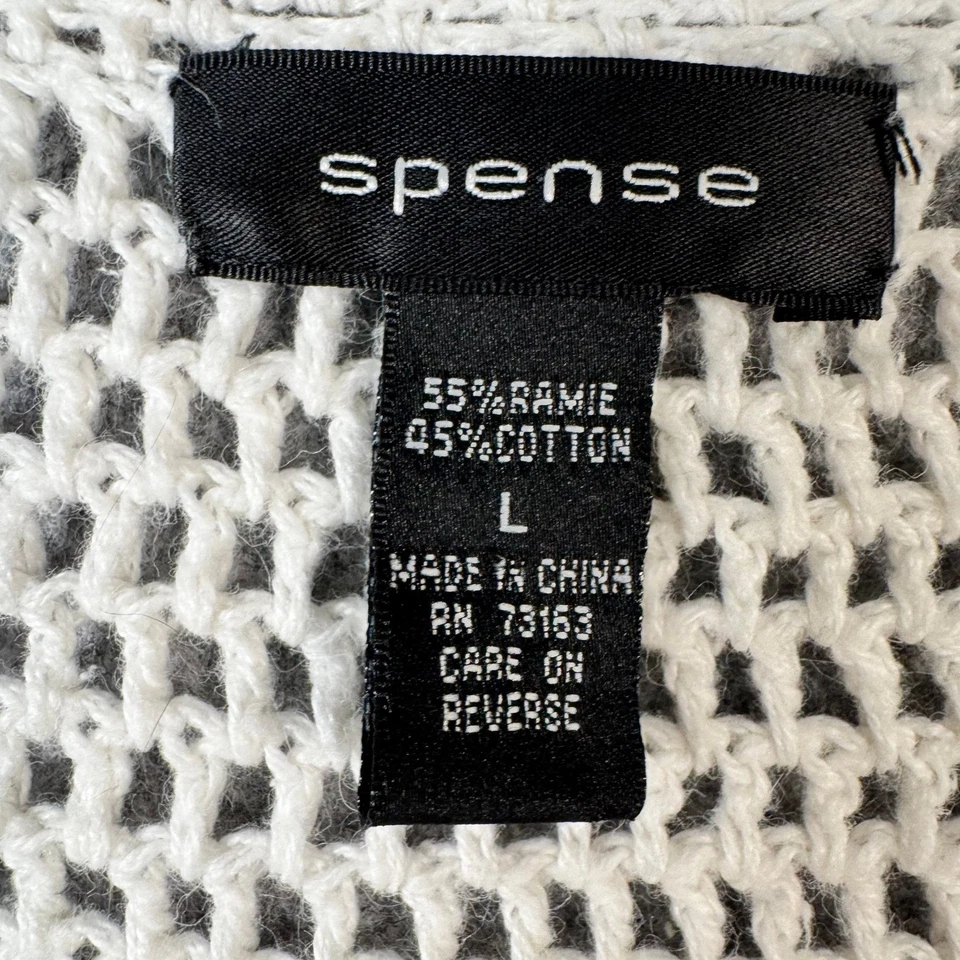 spense
55%RAMIE
45%COTTON
L
MADE IN CHINA
RN 73163
CARE ON
REVERSE